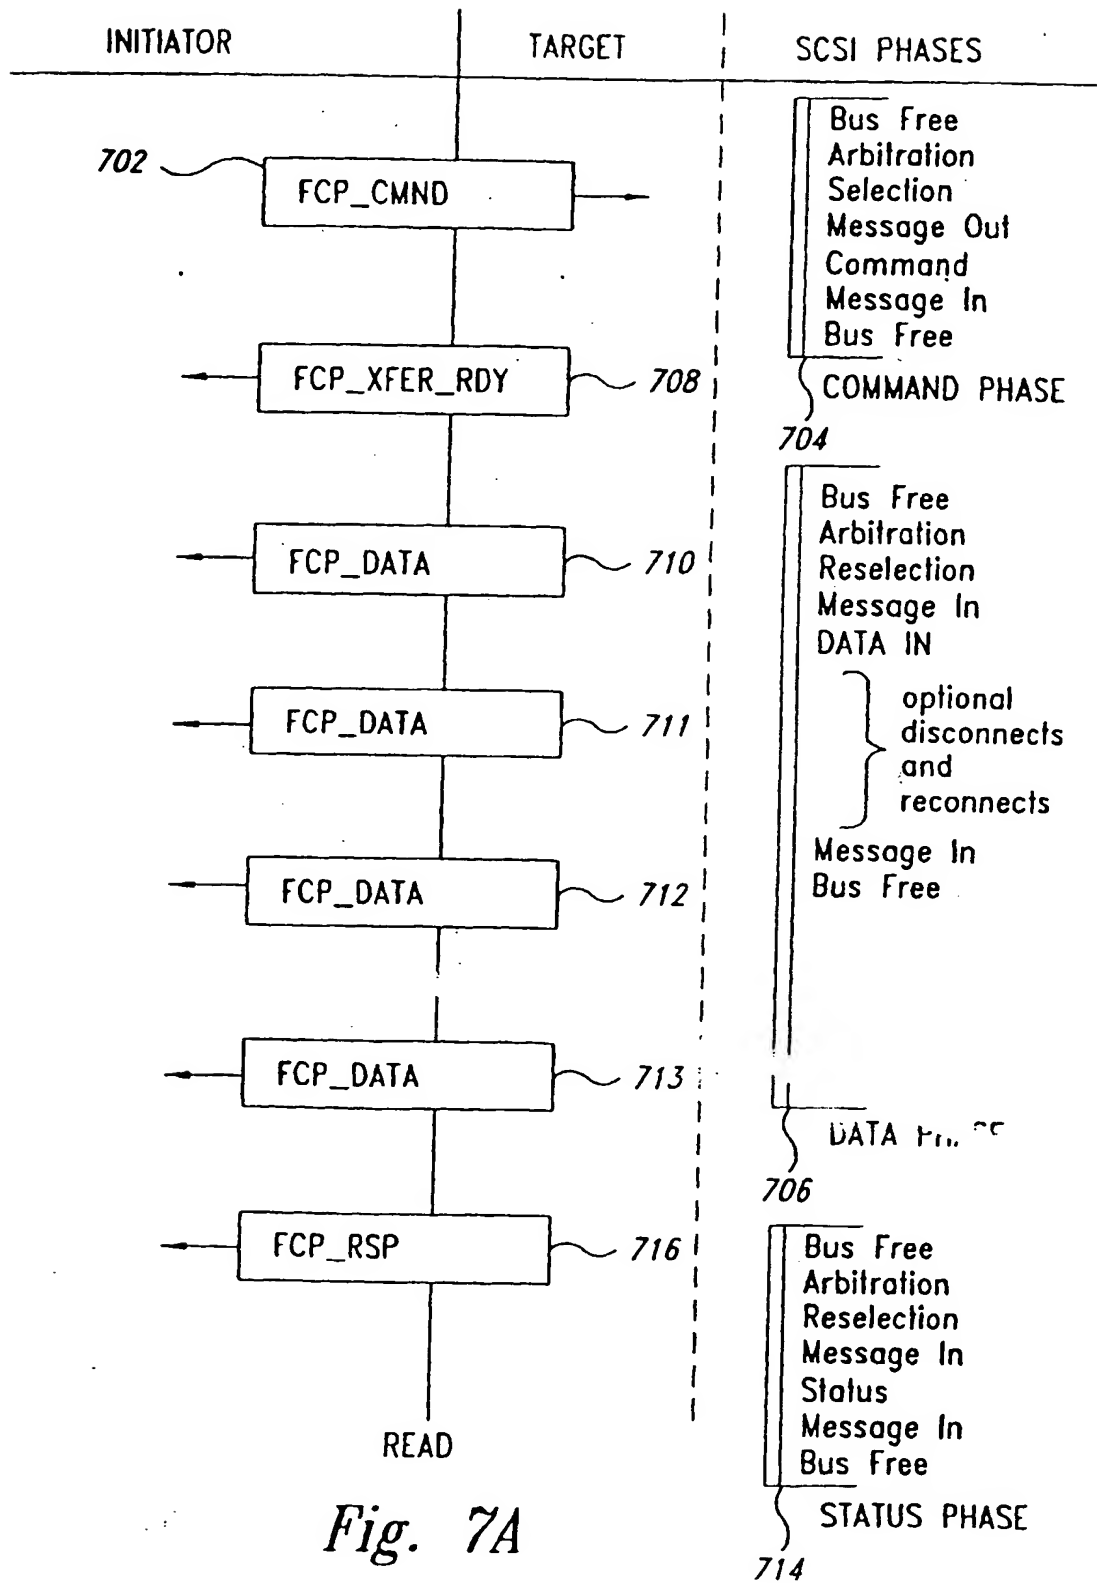 INITIATOR
TARGET
SCSI PHASES
702
FCP_CMND
FCP_XFER_RDY
708
FCP_DATA
710
FCP_DATA
711
FCP_DATA
712
FCP_DATA
713
FCP_RSP
716
READ
Bus Free
Arbitration
Selection
Message Out
Command
Message In
Bus Free
COMMAND PHASE
704
Bus Free
Arbitration
Reselection
Message In
DATA IN
optional
disconnects
and
reconnects
Message In
Bus Free
DATA
706
Bus Free
Arbitration
Reselection
Message In
Status
Message In
Bus Free
STATUS PHASE
714
Fig. 7A